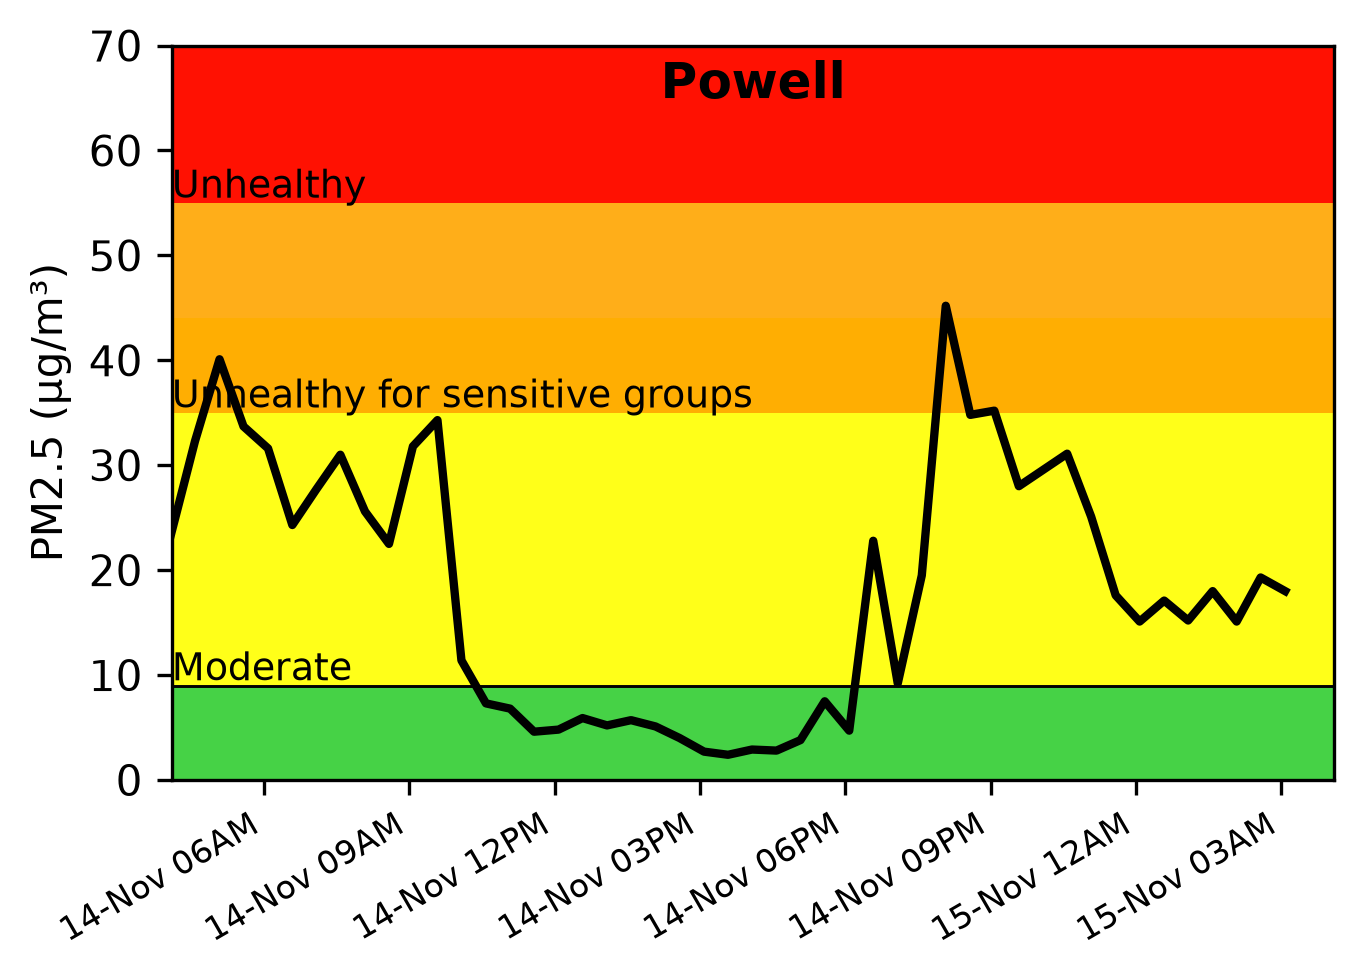 Powell
70
60
50
40
30
20
10
0
PM2.5 (µg/m³)
Unhealthy
Unhealthy for sensitive groups
Moderate
14-Nov 06AM
14-Nov 09AM
14-Nov 12PM
14-Nov 03PM
14-Nov 06PM
14-Nov 09PM
15-Nov 12AM
15-Nov 03AM